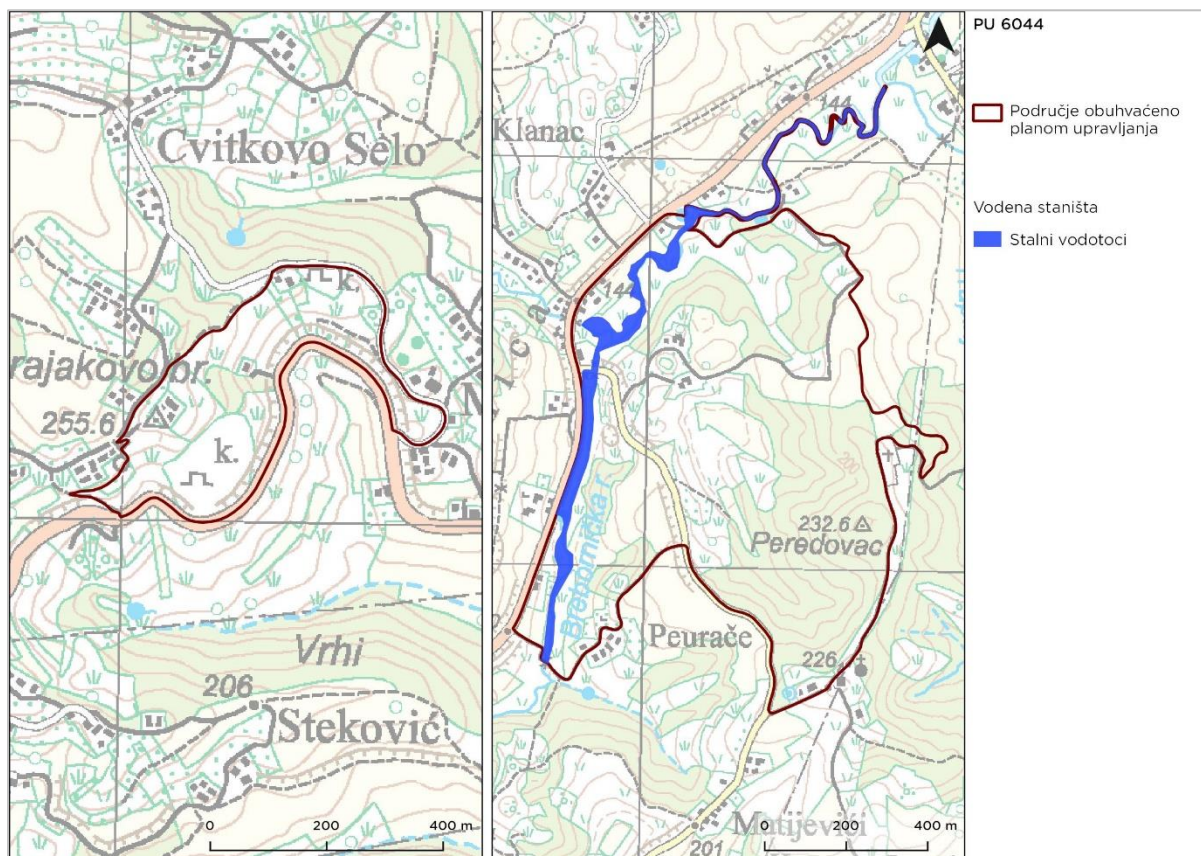 Cvitkovo Selo
k.
rajakovo br.
255.6
k.
M
Vrhi
206
Steković
0 200 400 m
144
Klanac
144
232.6
Peredovac
200
Peurače
226
Matijevići
201
0 200 400 m
PU 6044
Područje obuhvaćeno
planom upravljanja
Vodena staništa
Stalni vodotoci